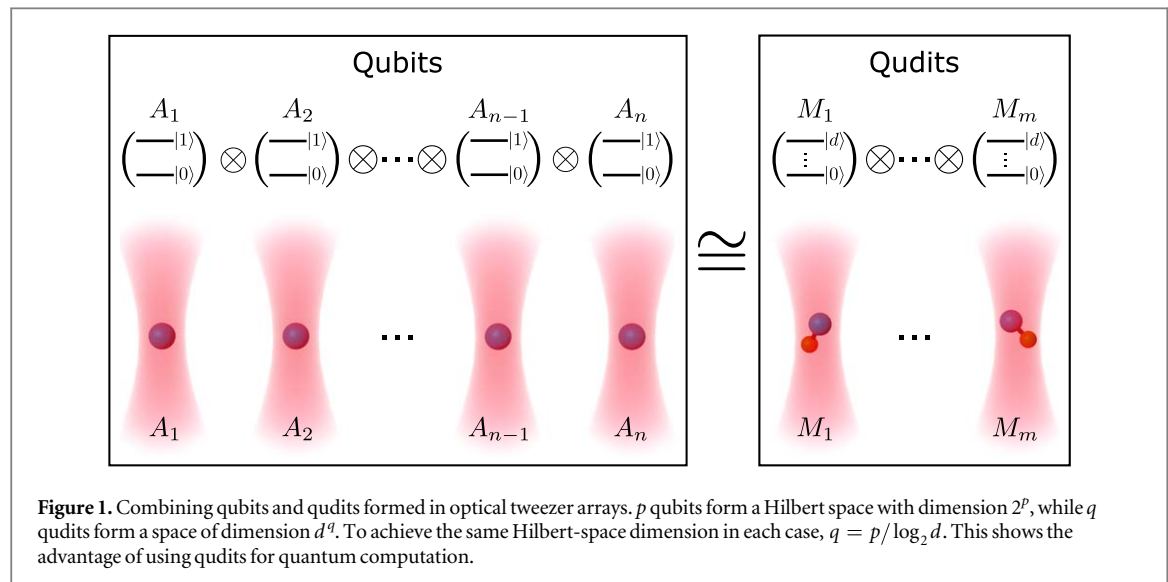 Qubits
A₁ A₂ Aₙ₋₁ Aₙ
|1⟩ |1⟩ |1⟩ |1⟩
⊗ ⊗ ⋯ ⊗ ⊗
|0⟩ |0⟩ |0⟩ |0⟩
...
A₁ A₂ Aₙ₋₁ Aₙ
≅
Qudits
M₁ Mₘ
|d⟩ |d⟩
⋮ ⊗ ⋯ ⊗ ⋮
|0⟩ |0⟩
...
M₁ Mₘ
Figure 1. Combining qubits and qudits formed in optical tweezer arrays. p qubits form a Hilbert space with dimension 2ᵖ, while q
qudits form a space of dimension d^q. To achieve the same Hilbert-space dimension in each case, q = p/log₂ d. This shows the
advantage of using qudits for quantum computation.